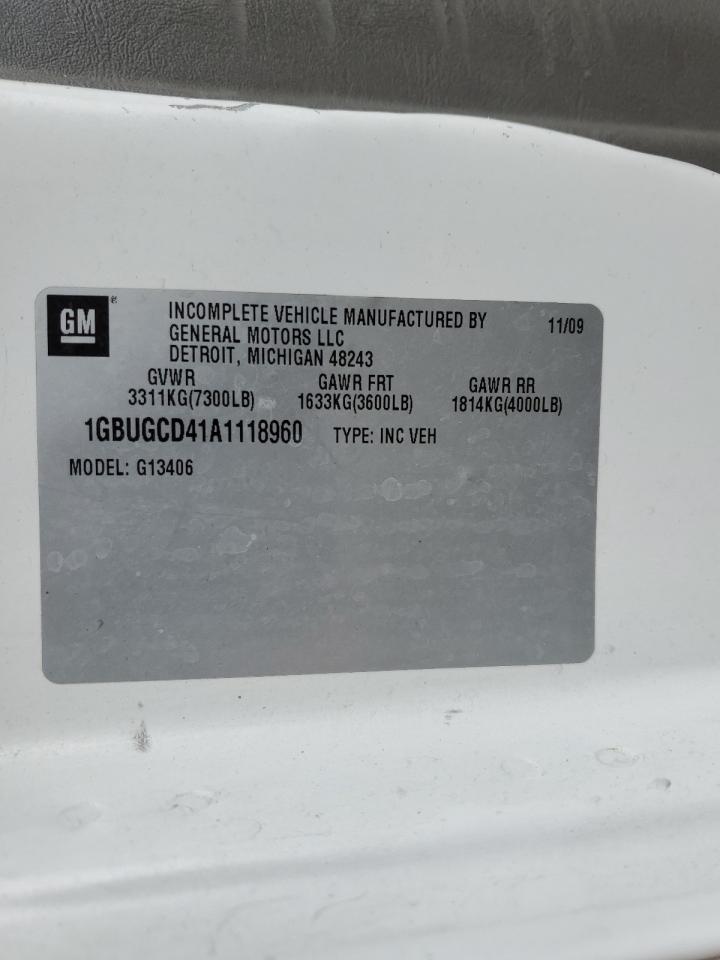 GM®
INCOMPLETE VEHICLE MANUFACTURED BY 11/09
GENERAL MOTORS LLC
DETROIT, MICHIGAN 48243
GVWR GAWR FRT GAWR RR
3311KG(7300LB) 1633KG(3600LB) 1814KG(4000LB)
1GBUGCD41A1118960 TYPE: INC VEH
MODEL: G13406